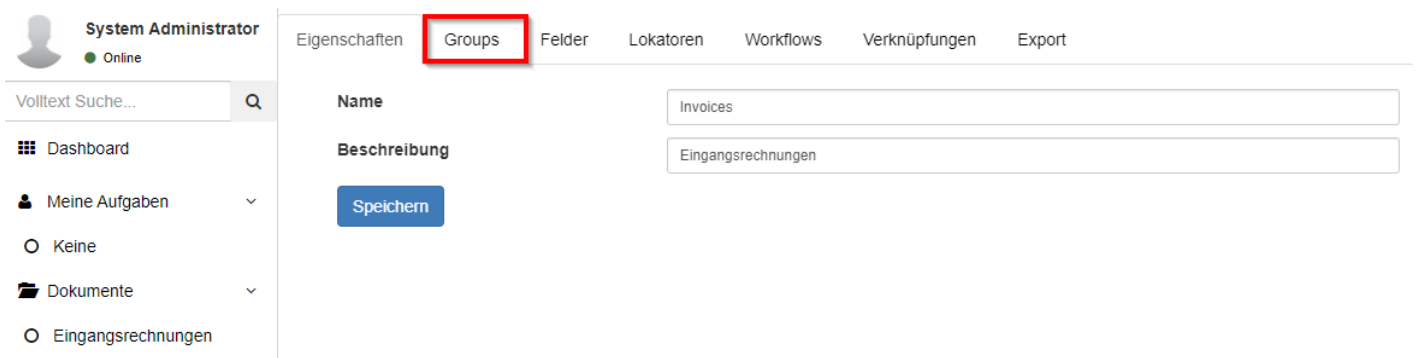 System Administrator
Online
Volltext Suche...
Dashboard
Meine Aufgaben
Keine
Dokumente
Eingangsrechnungen
Eigenschaften Groups Felder Lokatoren Workflows Verknüpfungen Export
Name Invoices
Beschreibung Eingangsrechnungen
Speichern